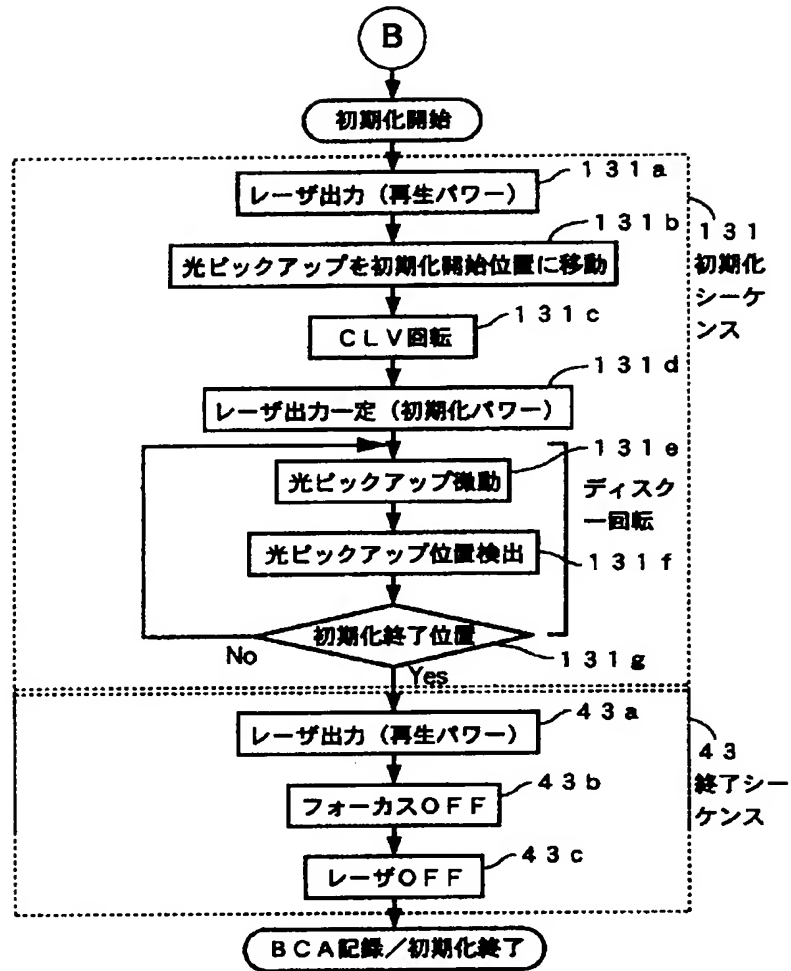 B
初期化開始
131a
レーザ出力（再生パワー）
131b
光ピックアップを初期化開始位置に移動
131
初期化
シーケ
ンス
131c
CLV回転
131d
レーザ出力一定（初期化パワー）
131e
光ピックアップ微動
ディスク
一回転
光ピックアップ位置検出
131f
初期化終了位置
No
131g
Yes
43a
レーザ出力（再生パワー）
43
終了シー
ケンス
43b
フォーカスOFF
43c
レーザOFF
BCA記録／初期化終了